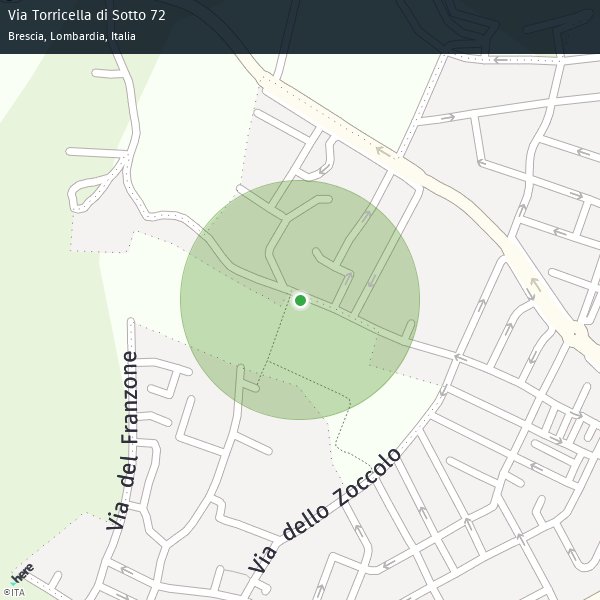 Via Torricella di Sotto 72
Brescia, Lombardia, Italia
Via del Franzone
Via dello Zoccolo
here
©ITA